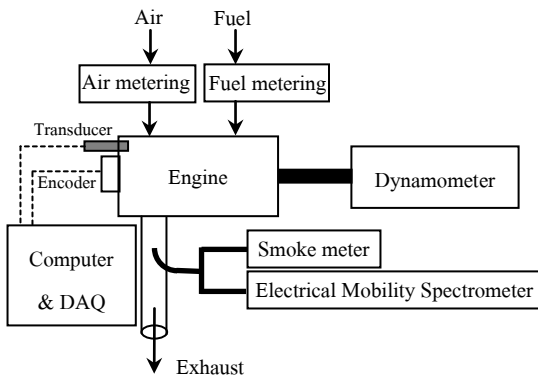 Air
Fuel
Air metering
Fuel metering
Transducer
Encoder
Engine
Dynamometer
Computer
& DAQ
Smoke meter
Electrical Mobility Spectrometer
Exhaust